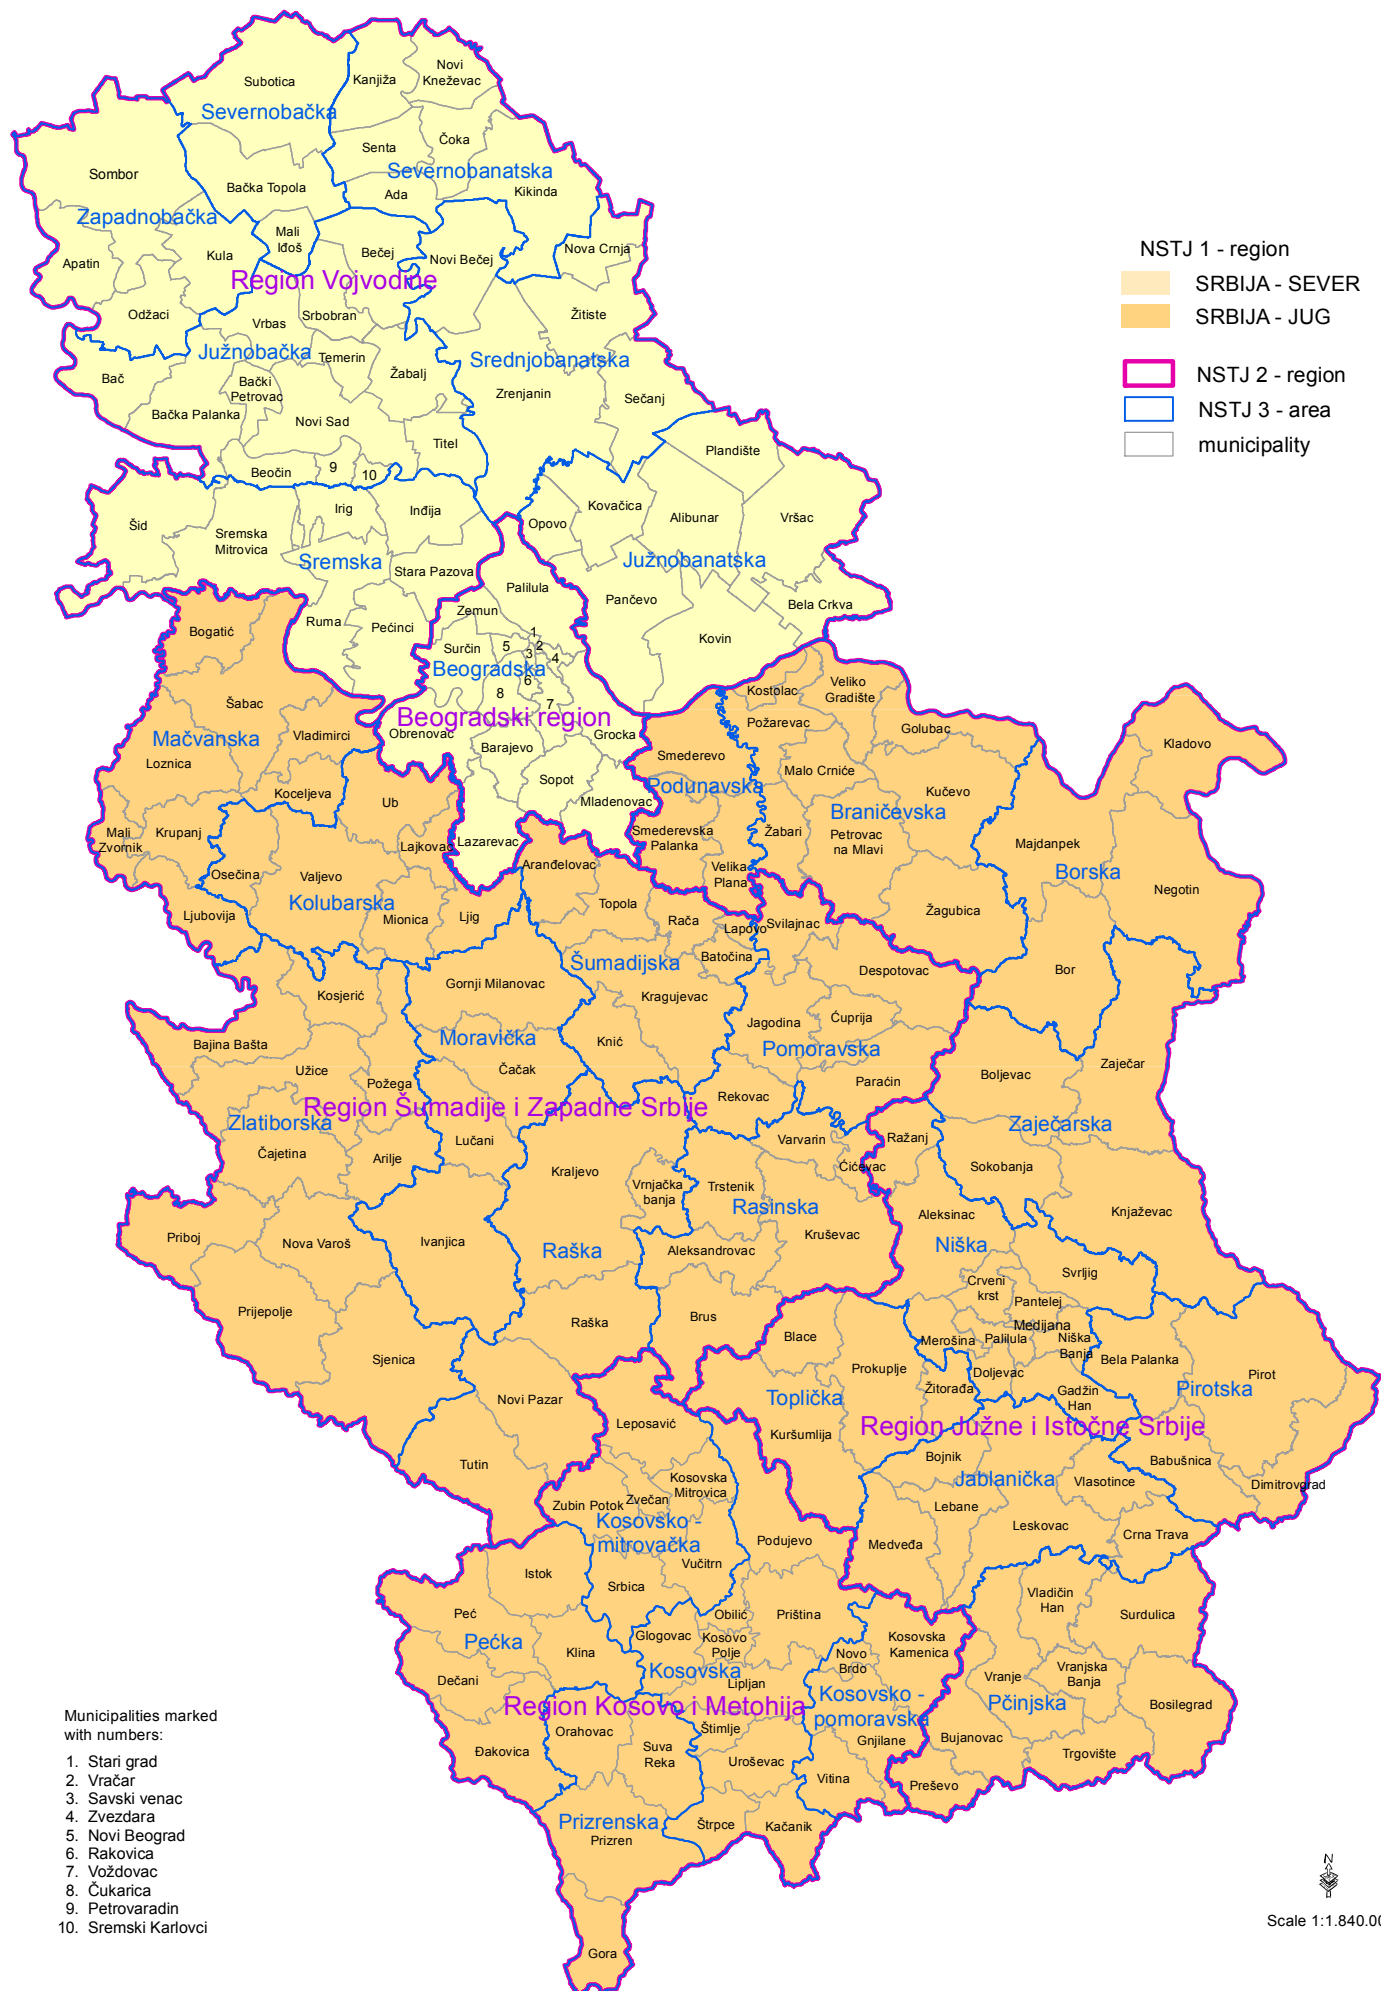 Subotica
Kanjiža
Novi
Kneževac
Severnobačka
Senta
Čoka
Severnobanatska
Sombor
Bačka Topola
Ada
Kikinda
Zapadnobačka
Mali
Iđoš
Apatin
Kula
Bečej
Novi Bečej
Nova Crnja
Region Vojvodine
Odžaci
Vrbas
Srbobran
Žitiste
Južnobačka
Temerin
Srednjobanatska
Bač
Bački
Petrovac
Žabalj
Zrenjanin
Sečanj
Bačka Palanka
Novi Sad
Titel
Plandište
Beočin
9
10
Šid
Sremska
Mitrovica
Irig
Inđija
Opovo
Kovačica
Alibunar
Vršac
Sremska
Stara Pazova
Južnobanatska
Palilula
Pančevo
Bela Crkva
Ruma
Pećinci
Zemun
Kovin
Bogatić
Surčin
1
2
3
4
5
6
7
8
Beogradska
Beogradski region
Obrenovac
Grocka
Barajevo
Sopot
Mladenovac
Lazarevac
NSTJ 1 - region
SRBIJA - SEVER
SRBIJA - JUG
NSTJ 2 - region
NSTJ 3 - area
municipality
Šabac
Mačvanska
Vladimirci
Loznica
Koceljeva
Ub
Mali
Zvornik
Krupanj
Lajkovac
Osečina
Valjevo
Kolubarska
Ljubovija
Mionica
Ljig
Kostolac
Veliko
Gradište
Požarevac
Golubac
Smederevo
Podunavska
Malo Crniće
Kučevo
Braničevska
Smederevska
Palanka
Žabari
Petrovac
na Mlavi
Velika
Plana
Žagubica
Kladovo
Majdanpek
Borska
Negotin
Bor
Aranđelovac
Topola
Rača
Lapovo
Svilajnac
Batočina
Šumadijska
Despotovac
Kragujevac
Gornji Milanovac
Kosjerić
Jagodina
Ćuprija
Knić
Moravička
Pomoravska
Bajina Bašta
Užice
Požega
Čačak
Rekovac
Paraćin
Boljevac
Zaječar
Region Šumadije i Zapadne Srbije
Zlatiborska
Zaječarska
Čajetina
Arilje
Lučani
Varvarin
Ražanj
Ćićevac
Sokobanja
Kraljevo
Vrnjačka
banja
Trstenik
Rasinska
Knjaževac
Aleksinac
Priboj
Nova Varoš
Ivanjica
Raška
Aleksandrovac
Kruševac
Niška
Svrljig
Crveni
krst
Pantelej
Medijana
Prijepolje
Raška
Brus
Blace
Merošina
Palilula
Niška
Banja
Sjenica
Prokuplje
Doljevac
Bela Palanka
Pirot
Žitorađa
Gadžin
Han
Pirotska
Toplička
Novi Pazar
Leposavić
Kuršumlija
Region Južne i Istočne Srbije
Tutin
Bojnik
Babušnica
Jablanička
Vlasotince
Dimitrovgrad
Kosovska
Mitrovica
Zubin Potok
Zvečan
Lebane
Kosovsko -
mitrovačka
Leskovac
Crna Trava
Podujevo
Medveđa
Vučitrn
Istok
Srbica
Vladičin
Han
Surdulica
Peć
Obilić
Priština
Pećka
Klina
Glogovac
Kosovo
Polje
Kosovska
Kamenica
Novo
Brdo
Kosovska
Lipljan
Vranje
Vranjska
Banja
Dečani
Region Kosovo i Metohija
Kosovsko -
pomoravska
Pčinjska
Bosilegrad
Orahovac
Suva
Reka
Štimlje
Gnjilane
Bujanovac
Đakovica
Uroševac
Trgovište
Vitina
Preševo
Prizrenska
Štrpce
Kačanik
Prizren
Gora
Municipalities marked
with numbers:
1. Stari grad
2. Vračar
3. Savski venac
4. Zvezdara
5. Novi Beograd
6. Rakovica
7. Voždovac
8. Čukarica
9. Petrovaradin
10. Sremski Karlovci
N
Scale 1:1.840.00